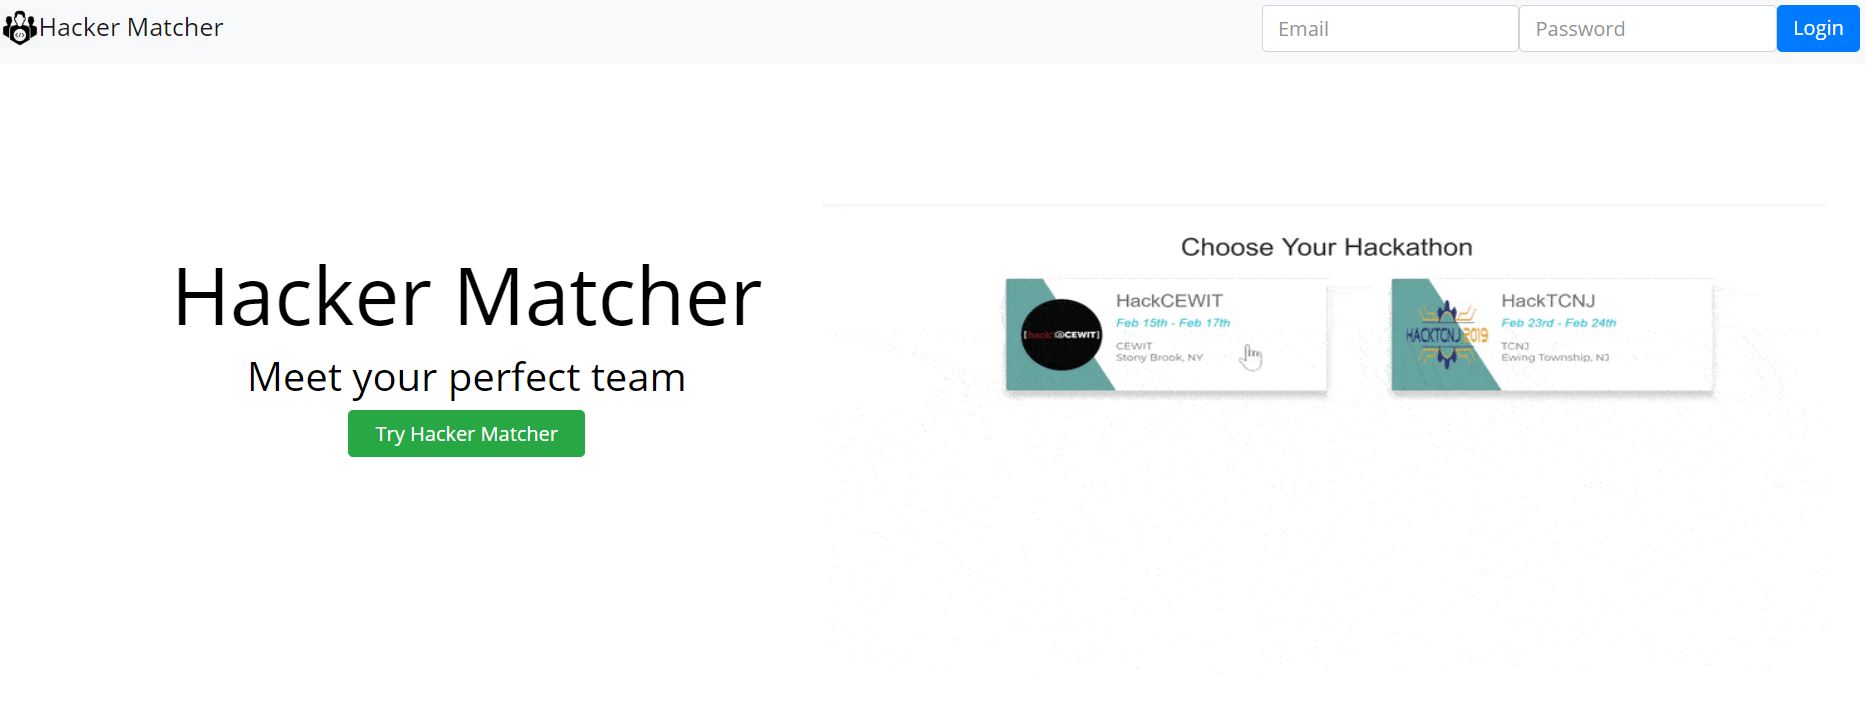 Hacker Matcher
Email
Password
Login
Hacker Matcher
Meet your perfect team
Try Hacker Matcher
Choose Your Hackathon
HackCEWIT
Feb 15th - Feb 17th
CEWIT
Stony Brook, NY
[hack @CEWIT]
HackTCNJ
Feb 23rd - Feb 24th
TCNJ
Ewing Township, NJ
HACKTCNJ 2019